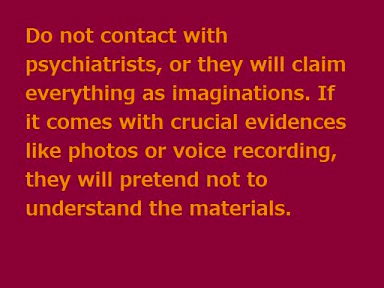 Do not contact with
psychiatrists, or they will claim
everything as imaginations. If
it comes with crucial evidences
like photos or voice recording,
they will pretend not to
understand the materials.